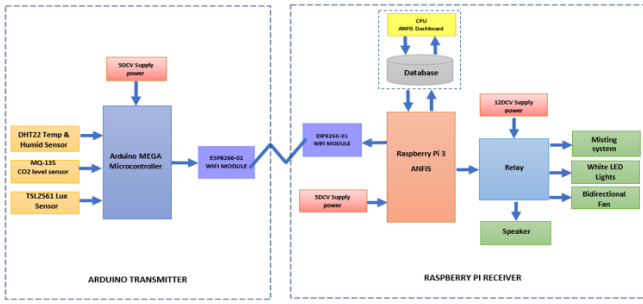 CPU
ANFIS Dashboard
Database
5DCV Supply
power
12DCV Supply
power
DHT22 Temp &
Humid Sensor
MQ-135
CO2 level sensor
TSL2561 Lux
Sensor
Arduino MEGA
Microcontroller
ESP8266-01
WIFI MODULE
ESP8266-01
WIFI MODULE
Raspberry Pi 3
ANFIS
5DCV Supply
power
Relay
Misting
system
White LED
Lights
Bidirectional
Fan
Speaker
ARDUINO TRANSMITTER
RASPBERRY PI RECEIVER